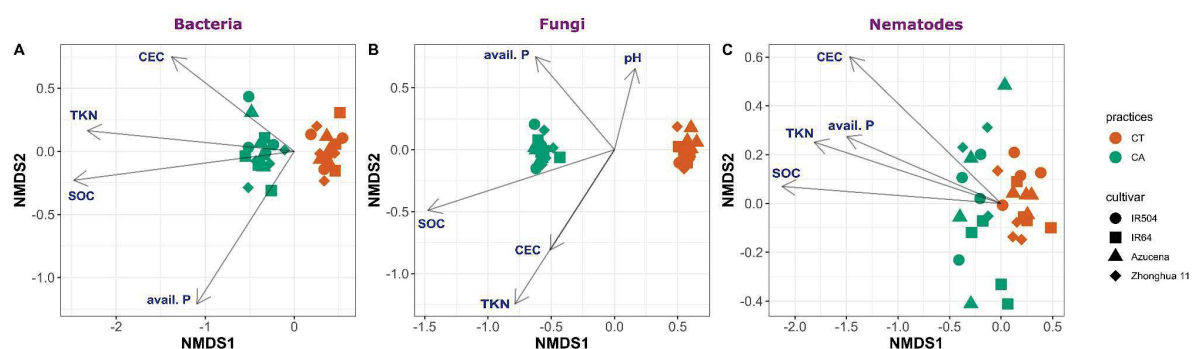 Bacteria
Fungi
Nematodes
A
CEC
TKN
SOC
avail. P
0.5
0.0
-0.5
-1.0
NMDS2
-2
-1
0
NMDS1
B
avail. P
pH
SOC
CEC
TKN
0.5
0.0
-0.5
-1.0
NMDS2
-1.5
-1.0
-0.5
0.0
0.5
NMDS1
C
CEC
TKN
avail. P
SOC
0.6
0.4
0.2
0.0
-0.2
-0.4
NMDS2
-2.0
-1.5
-1.0
-0.5
0.0
0.5
NMDS1
practices
CT
CA
cultivar
IR504
IR64
Azucena
Zhonghua 11